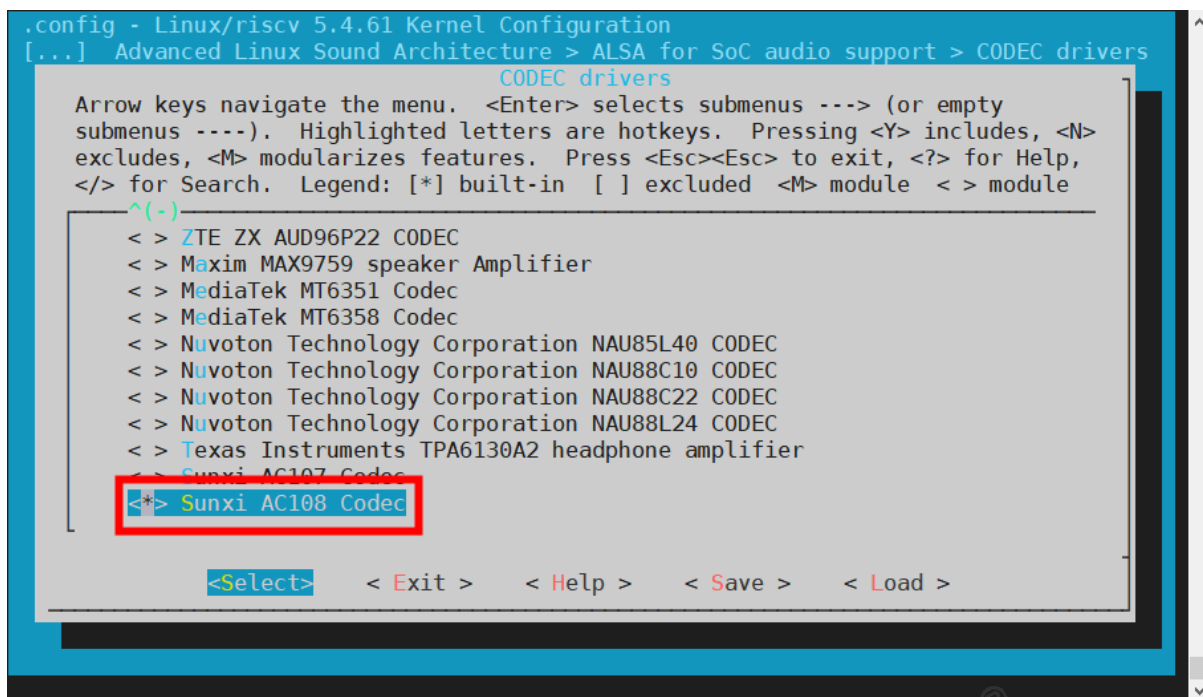 .config - Linux/riscv 5.4.61 Kernel Configuration
[...] Advanced Linux Sound Architecture > ALSA for SoC audio support > CODEC drivers
CODEC drivers
Arrow keys navigate the menu. <Enter> selects submenus ---> (or empty
submenus ----). Highlighted letters are hotkeys. Pressing <Y> includes, <N>
excludes, <M> modularizes features. Press <Esc><Esc> to exit, <?> for Help,
</> for Search. Legend: [*] built-in [ ] excluded <M> module < > module
^(-)
< > ZTE ZX AUD96P22 CODEC
< > Maxim MAX9759 speaker Amplifier
< > MediaTek MT6351 Codec
< > MediaTek MT6358 Codec
< > Nuvoton Technology Corporation NAU85L40 CODEC
< > Nuvoton Technology Corporation NAU88C10 CODEC
< > Nuvoton Technology Corporation NAU88C22 CODEC
< > Nuvoton Technology Corporation NAU88L24 CODEC
< > Texas Instruments TPA6130A2 headphone amplifier
< > Sunxi AC107 Codec
<*> Sunxi AC108 Codec
<Select> < Exit > < Help > < Save > < Load >